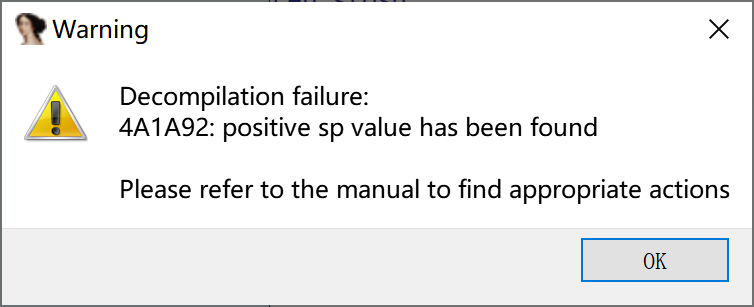 Warning
Decompilation failure:
4A1A92: positive sp value has been found
Please refer to the manual to find appropriate actions
OK